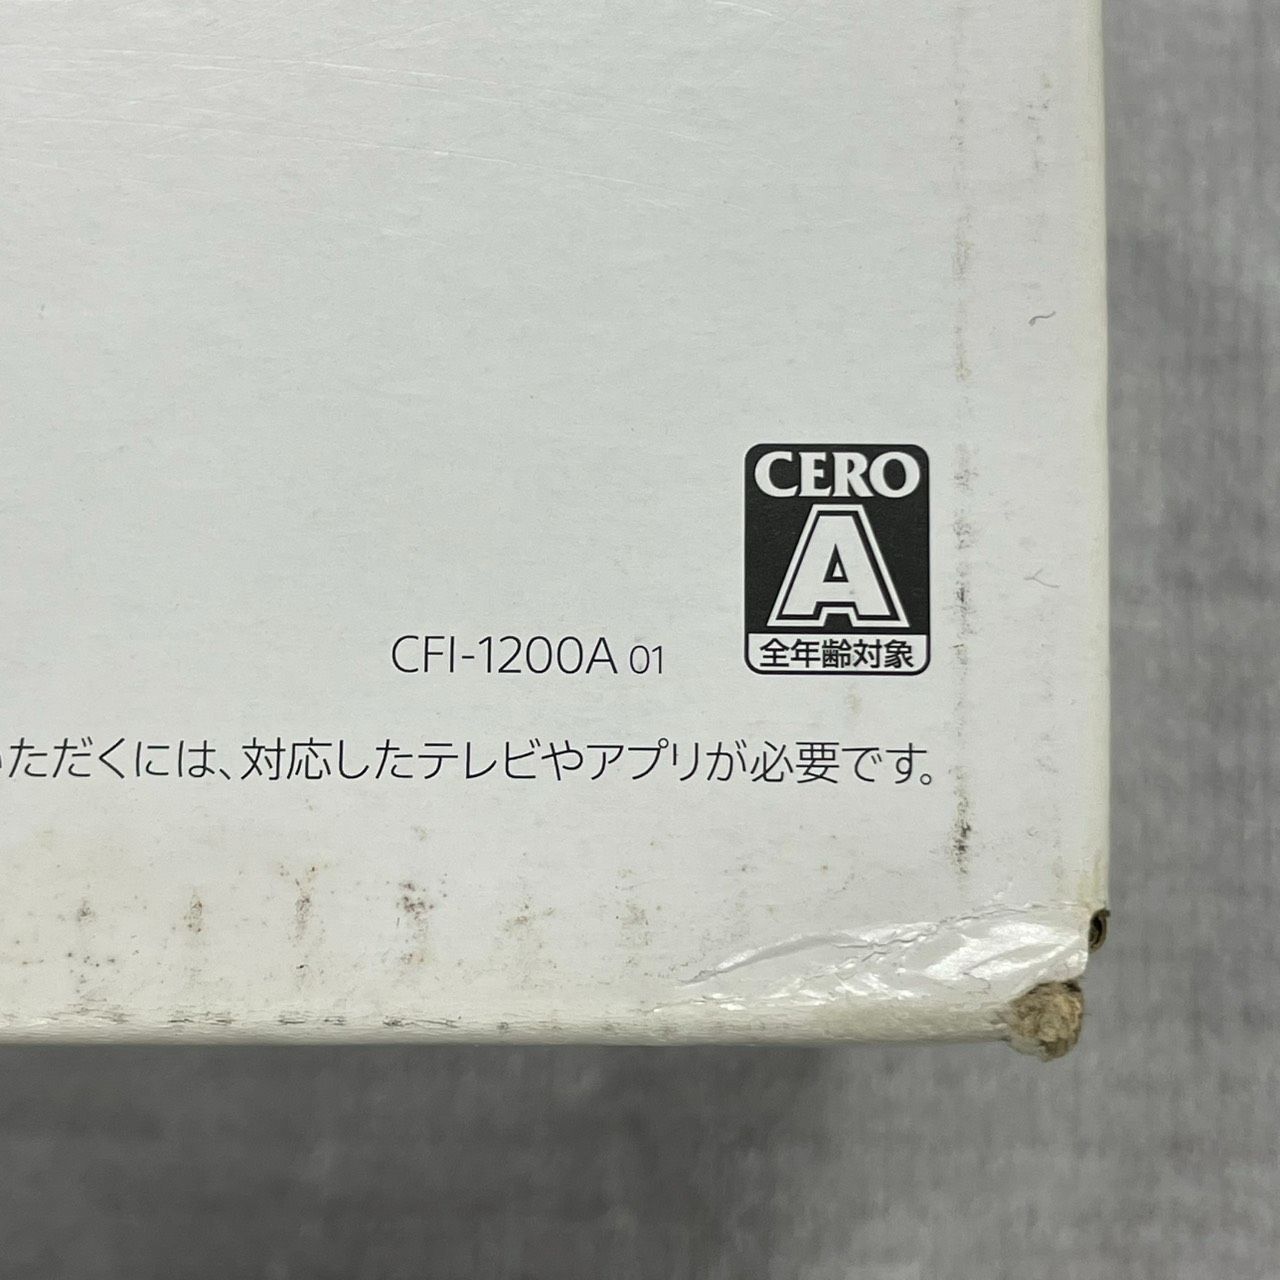 CERO
A
全年齢対象
CFI-1200A 01
ただくには、対応したテレビやアプリが必要です。